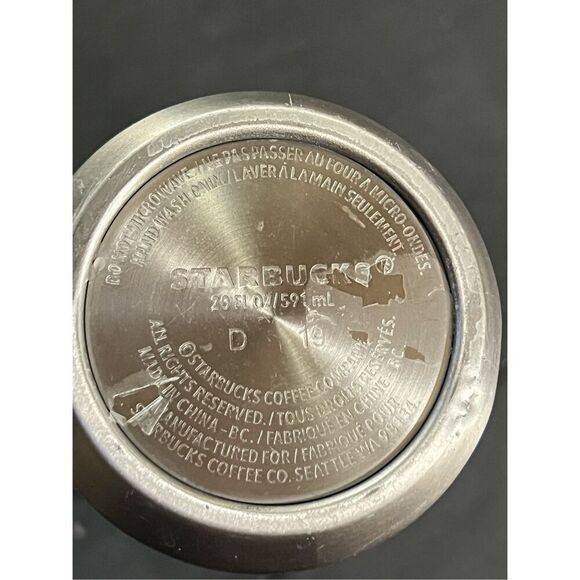 DO NOT MICROWAVE / NE PAS PASSER AU FOUR À MICRO-ONDES.
HAND WASH ONLY / LAVER À LA MAIN SEULEMENT
STARBUCKS®
20 Fl Oz/591 mL
D 19
©STARBUCKS COFFEE COMPANY.
ALL RIGHTS RESERVED. / TOUS DROITS RÉSERVÉS.
MADE IN CHINA - BC. / FABRIQUÉ EN CHINE - BC.
MANUFACTURED FOR / FABRIQUÉ POUR
STARBUCKS COFFEE CO. SEATTLE WA 98134